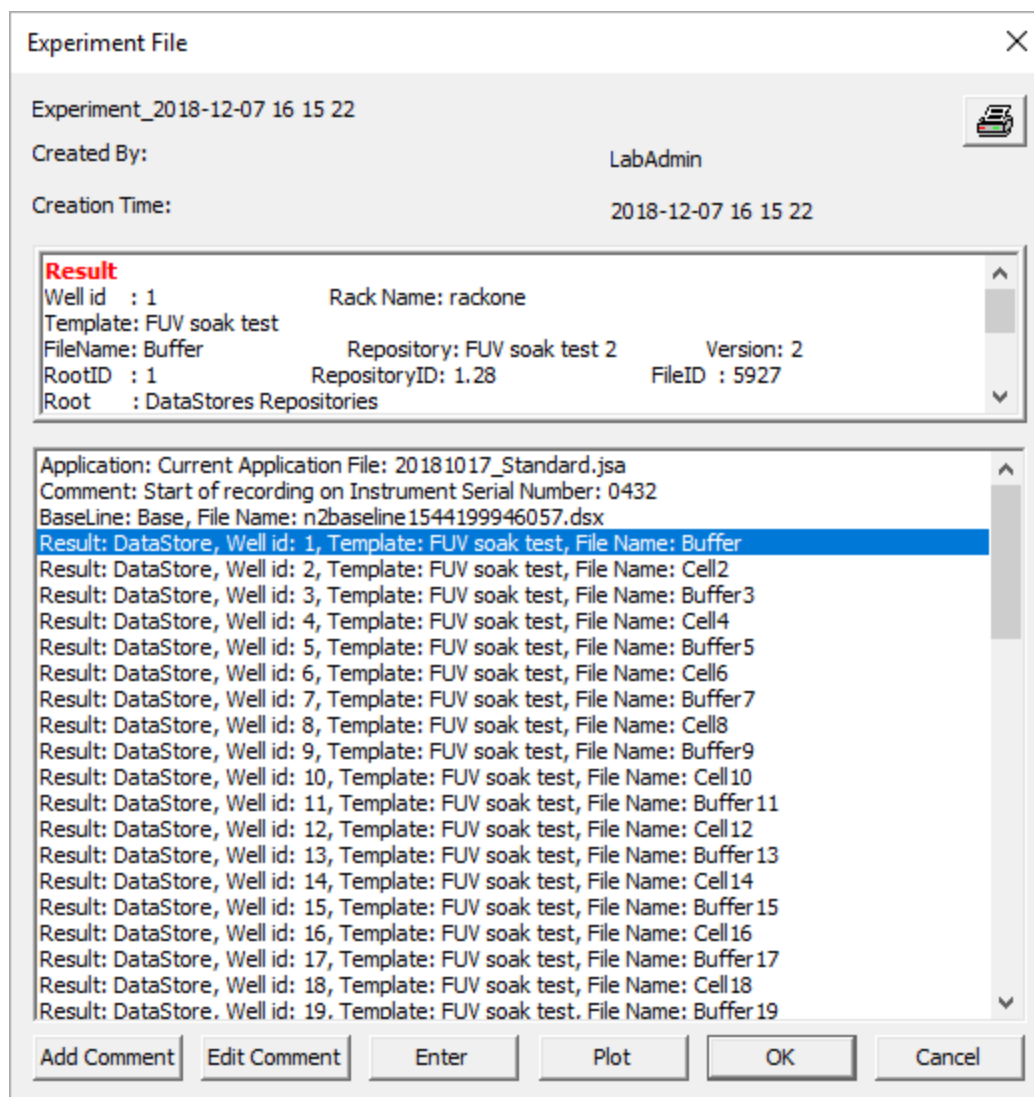 Experiment File
Experiment_2018-12-07 16 15 22
Created By: LabAdmin
Creation Time: 2018-12-07 16 15 22
Result
Well id : 1 Rack Name: rackone
Template: FUV soak test
FileName: Buffer Repository: FUV soak test 2 Version: 2
RootID : 1 RepositoryID: 1.28 FileID : 5927
Root : DataStores Repositories
Application: Current Application File: 20181017_Standard.jsa
Comment: Start of recording on Instrument Serial Number: 0432
BaseLine: Base, File Name: n2baseline1544199946057.dsx
Result: DataStore, Well id: 1, Template: FUV soak test, File Name: Buffer
Result: DataStore, Well id: 2, Template: FUV soak test, File Name: Cell2
Result: DataStore, Well id: 3, Template: FUV soak test, File Name: Buffer3
Result: DataStore, Well id: 4, Template: FUV soak test, File Name: Cell4
Result: DataStore, Well id: 5, Template: FUV soak test, File Name: Buffer5
Result: DataStore, Well id: 6, Template: FUV soak test, File Name: Cell6
Result: DataStore, Well id: 7, Template: FUV soak test, File Name: Buffer7
Result: DataStore, Well id: 8, Template: FUV soak test, File Name: Cell8
Result: DataStore, Well id: 9, Template: FUV soak test, File Name: Buffer9
Result: DataStore, Well id: 10, Template: FUV soak test, File Name: Cell10
Result: DataStore, Well id: 11, Template: FUV soak test, File Name: Buffer11
Result: DataStore, Well id: 12, Template: FUV soak test, File Name: Cell12
Result: DataStore, Well id: 13, Template: FUV soak test, File Name: Buffer13
Result: DataStore, Well id: 14, Template: FUV soak test, File Name: Cell14
Result: DataStore, Well id: 15, Template: FUV soak test, File Name: Buffer15
Result: DataStore, Well id: 16, Template: FUV soak test, File Name: Cell16
Result: DataStore, Well id: 17, Template: FUV soak test, File Name: Buffer17
Result: DataStore, Well id: 18, Template: FUV soak test, File Name: Cell18
Result: DataStore, Well id: 19, Template: FUV soak test, File Name: Buffer19
Add Comment Edit Comment Enter Plot OK Cancel